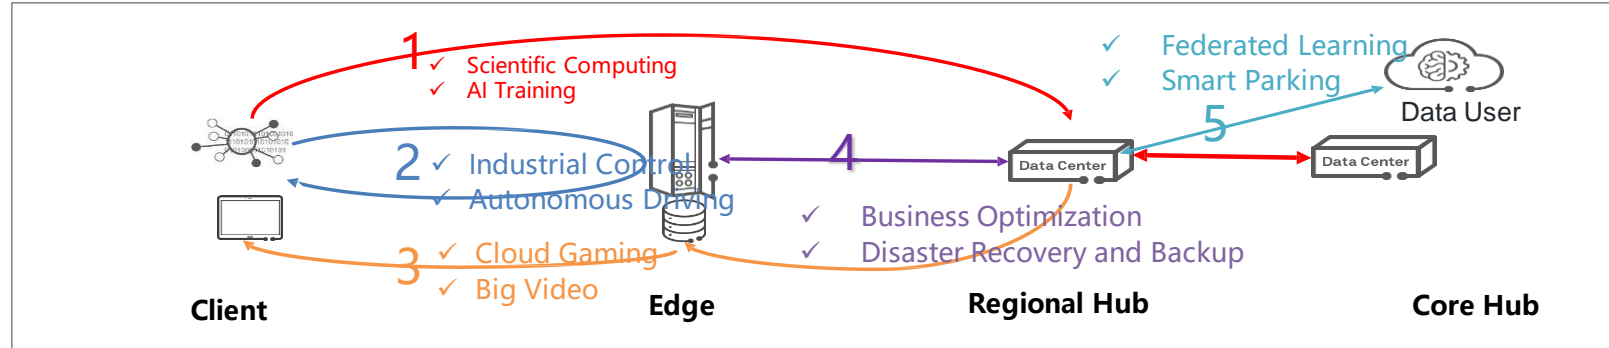 1
Scientific Computing
AI Training
Federated Learning
Smart Parking
Data User
5
2
Industrial Control
Autonomous Driving
4
Data Center
Data Center
Business Optimization
Disaster Recovery and Backup
3
Cloud Gaming
Big Video
Client
Edge
Regional Hub
Core Hub